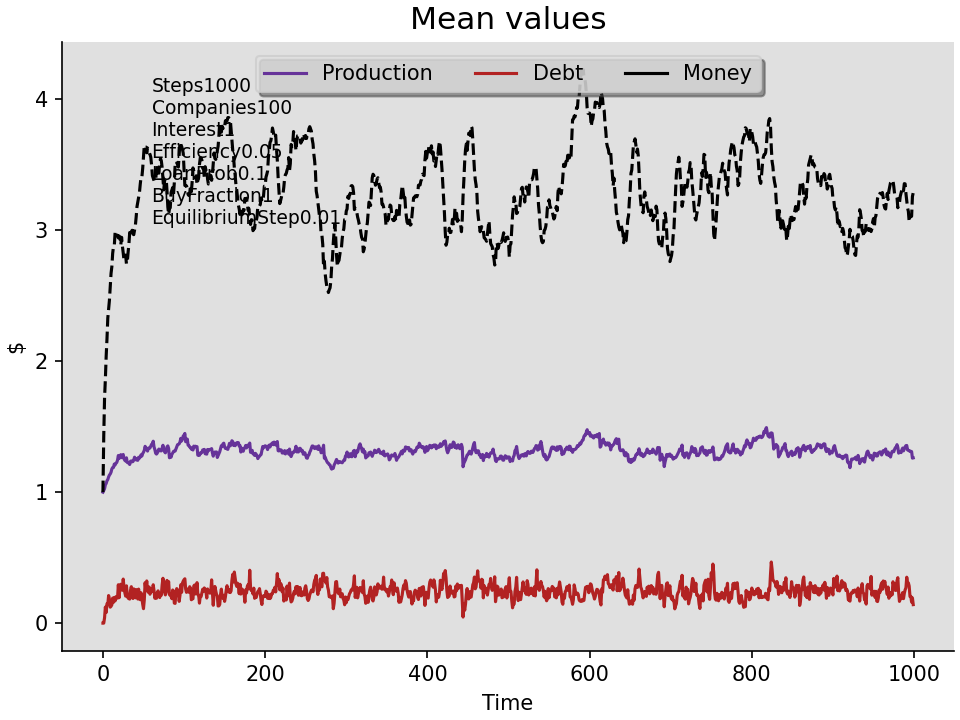 Mean values
Production Debt Money
Steps1000
Companies100
Interest1
Efficiency0.05
LoanProb0.1
BuyFraction1
EquilibriumStep0.01
4
3
2
1
0
$
0 200 400 600 800 1000
Time